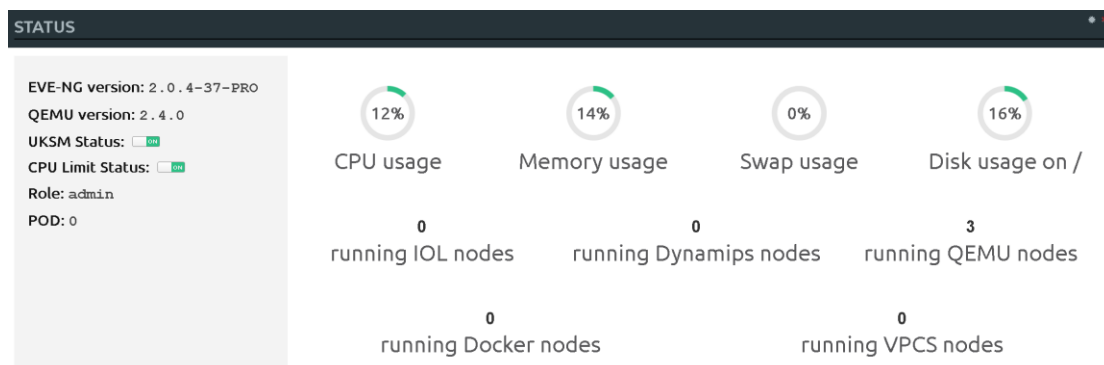 STATUS
EVE-NG version: 2.0.4-37-PRO
QEMU version: 2.4.0
UKSM Status: ON
CPU Limit Status: ON
Role: admin
POD: 0
12% 14% 0% 16%
CPU usage Memory usage Swap usage Disk usage on /
0 0 3
running IOL nodes running Dynamips nodes running QEMU nodes
0 0
running Docker nodes running VPCS nodes